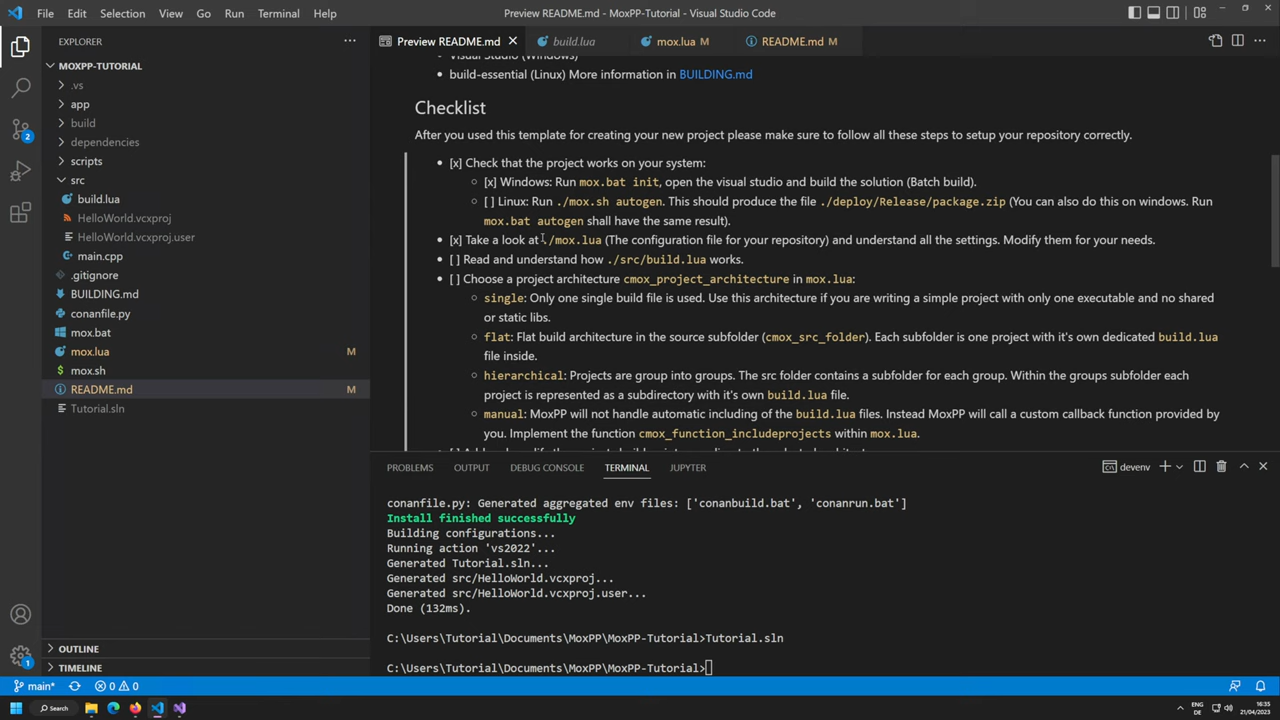 File Edit Selection View Go Run Terminal Help
Preview README.md - MoxPP-Tutorial - Visual Studio Code
EXPLORER
MOXPP-TUTORIAL
.vs
app
build
dependencies
scripts
src
build.lua
HelloWorld.vcxproj
HelloWorld.vcxproj.user
main.cpp
.gitignore
BUILDING.md
conanfile.py
mox.bat
mox.lua M
mox.sh
README.md M
Tutorial.sln
OUTLINE
TIMELINE
Preview README.md build.lua mox.lua M README.md M
Visual Studio (Windows)
build-essential (Linux) More information in BUILDING.md
Checklist
After you used this template for creating your new project please make sure to follow all these steps to setup your repository correctly.
[x] Check that the project works on your system:
[x] Windows: Run mox.bat init, open the visual studio and build the solution (Batch build).
[ ] Linux: Run ./mox.sh autogen. This should produce the file ./deploy/Release/package.zip (You can also do this on windows. Run
mox.bat autogen shall have the same result).
[x] Take a look at ./mox.lua (The configuration file for your repository) and understand all the settings. Modify them for your needs.
[ ] Read and understand how ./src/build.lua works.
[ ] Choose a project architecture cmox_project_architecture in mox.lua:
single: Only one single build file is used. Use this architecture if you are writing a simple project with only one executable and no shared
or static libs.
flat: Flat build architecture in the source subfolder (cmox_src_folder). Each subfolder is one project with it's own dedicated build.lua
file inside.
hierarchical: Projects are group into groups. The src folder contains a subfolder for each group. Within the groups subfolder each
project is represented as a subdirectory with it's own build.lua file.
manual: MoxPP will not handle automatic including of the build.lua files. Instead MoxPP will call a custom callback function provided by
you. Implement the function cmox_function_includeprojects within mox.lua.
PROBLEMS OUTPUT DEBUG CONSOLE TERMINAL JUPYTER
devenv
conanfile.py: Generated aggregated env files: ['conanbuild.bat', 'conanrun.bat']
Install finished successfully
Building configurations...
Running action 'vs2022'...
Generated Tutorial.sln...
Generated src/HelloWorld.vcxproj...
Generated src/HelloWorld.vcxproj.user...
Done (132ms).
C:\Users\Tutorial\Documents\MoxPP\MoxPP-Tutorial>Tutorial.sln
C:\Users\Tutorial\Documents\MoxPP\MoxPP-Tutorial>
2
1
main* 0 0
Search
ENG
DE
16:35
21/04/2023